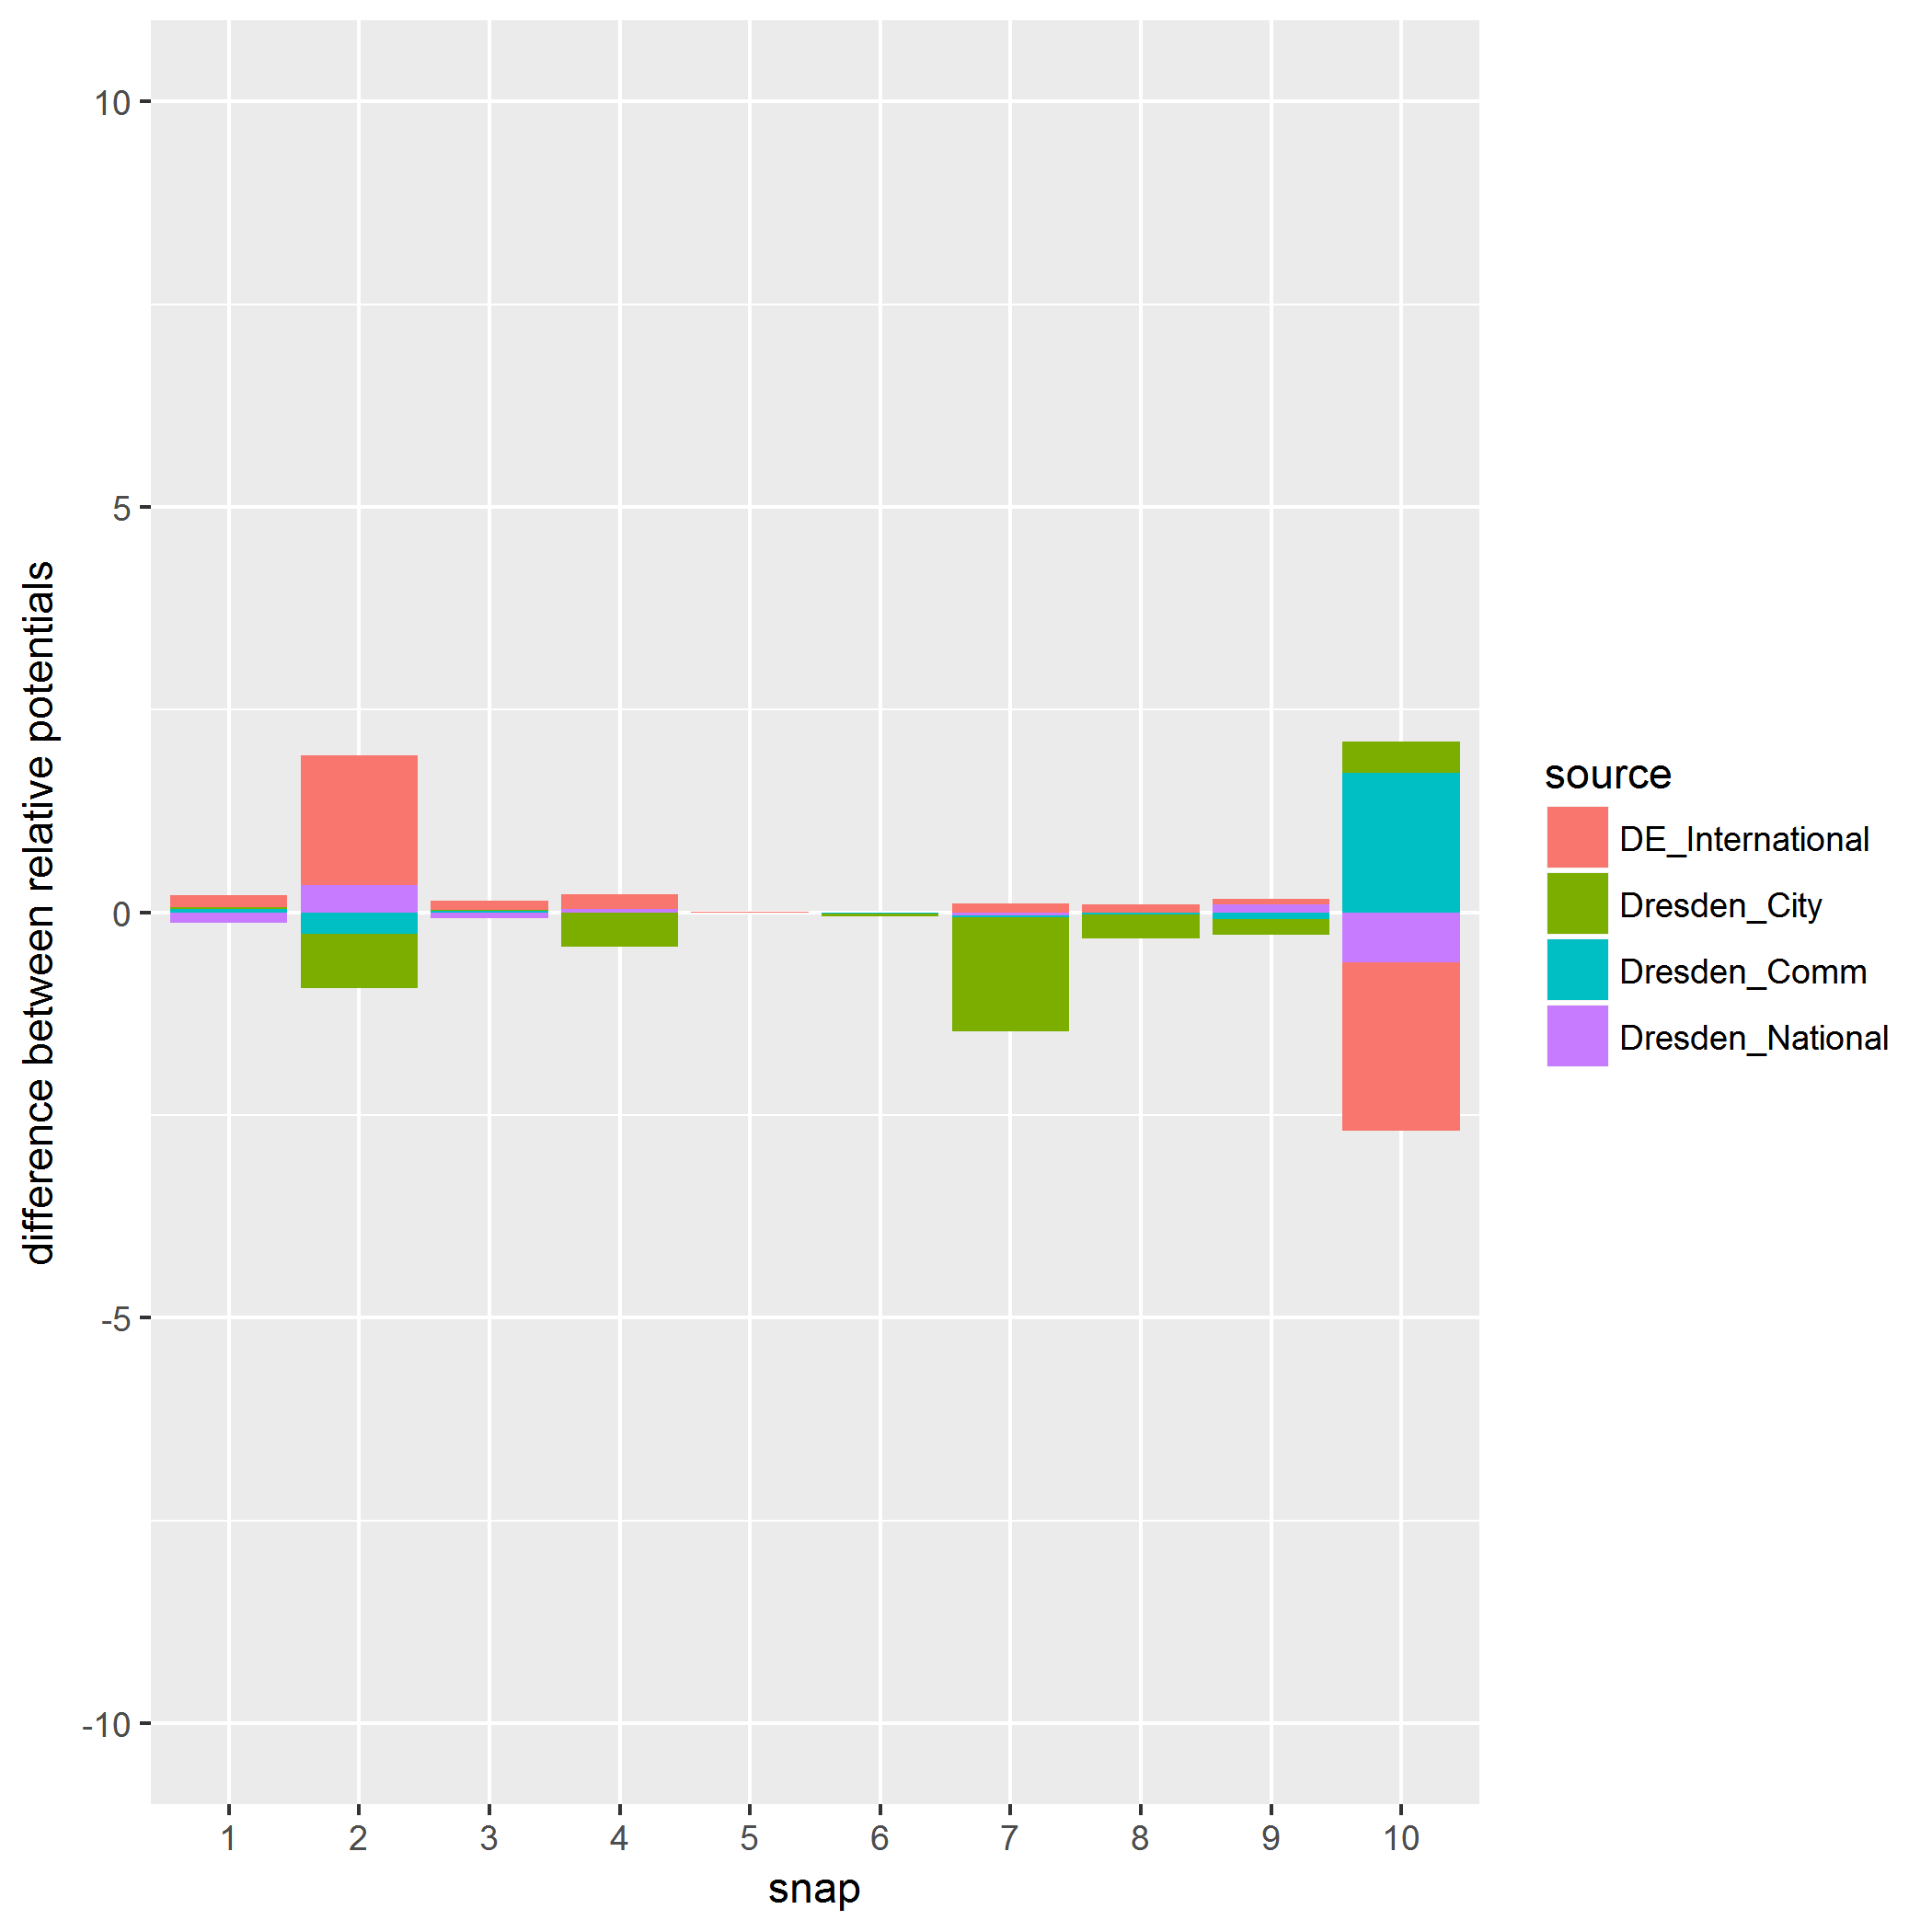 10
5
0
-5
-10
difference between relative potentials
1 2 3 4 5 6 7 8 9 10
snap
source
DE_International
Dresden_City
Dresden_Comm
Dresden_National